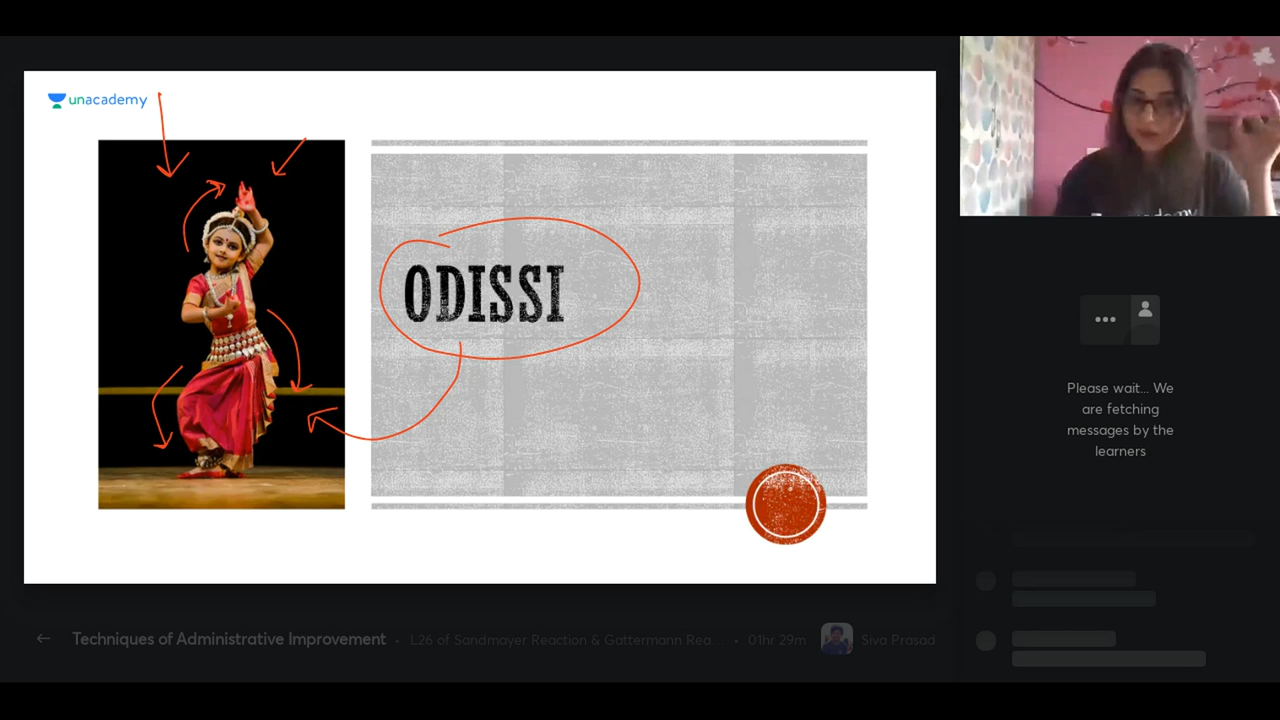 unacademy
ODISSI
Please wait... We
are fetching
messages by the
learners
Techniques of Administrative Improvement • L26 of Sandmayer Reaction & Gattermann Rea... • 01hr 29m Siva Prasad